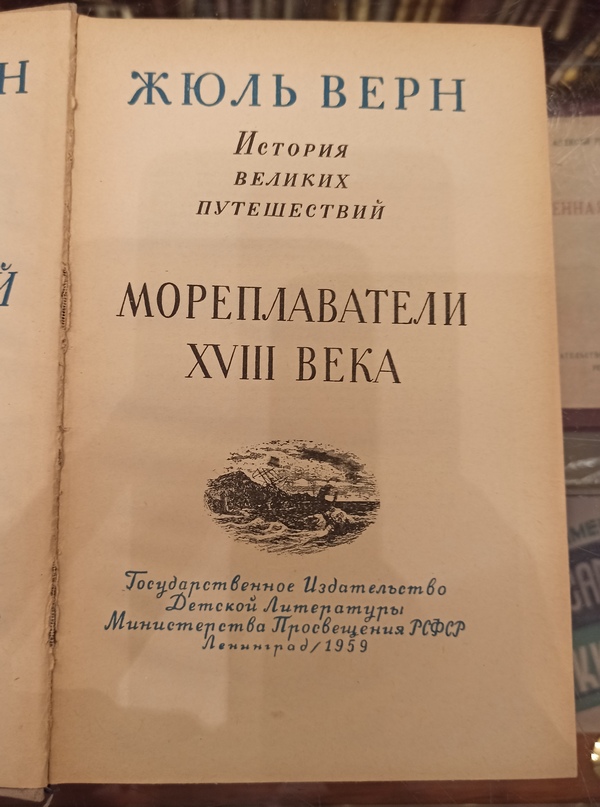 ЖЮЛЬ ВЕРН
История
великих
путешествий
МОРЕПЛАВАТЕЛИ
XVIII ВЕКА
Государственное Издательство
Детской Литературы
Министерства Просвещения РСФСР
Ленинград / 1959